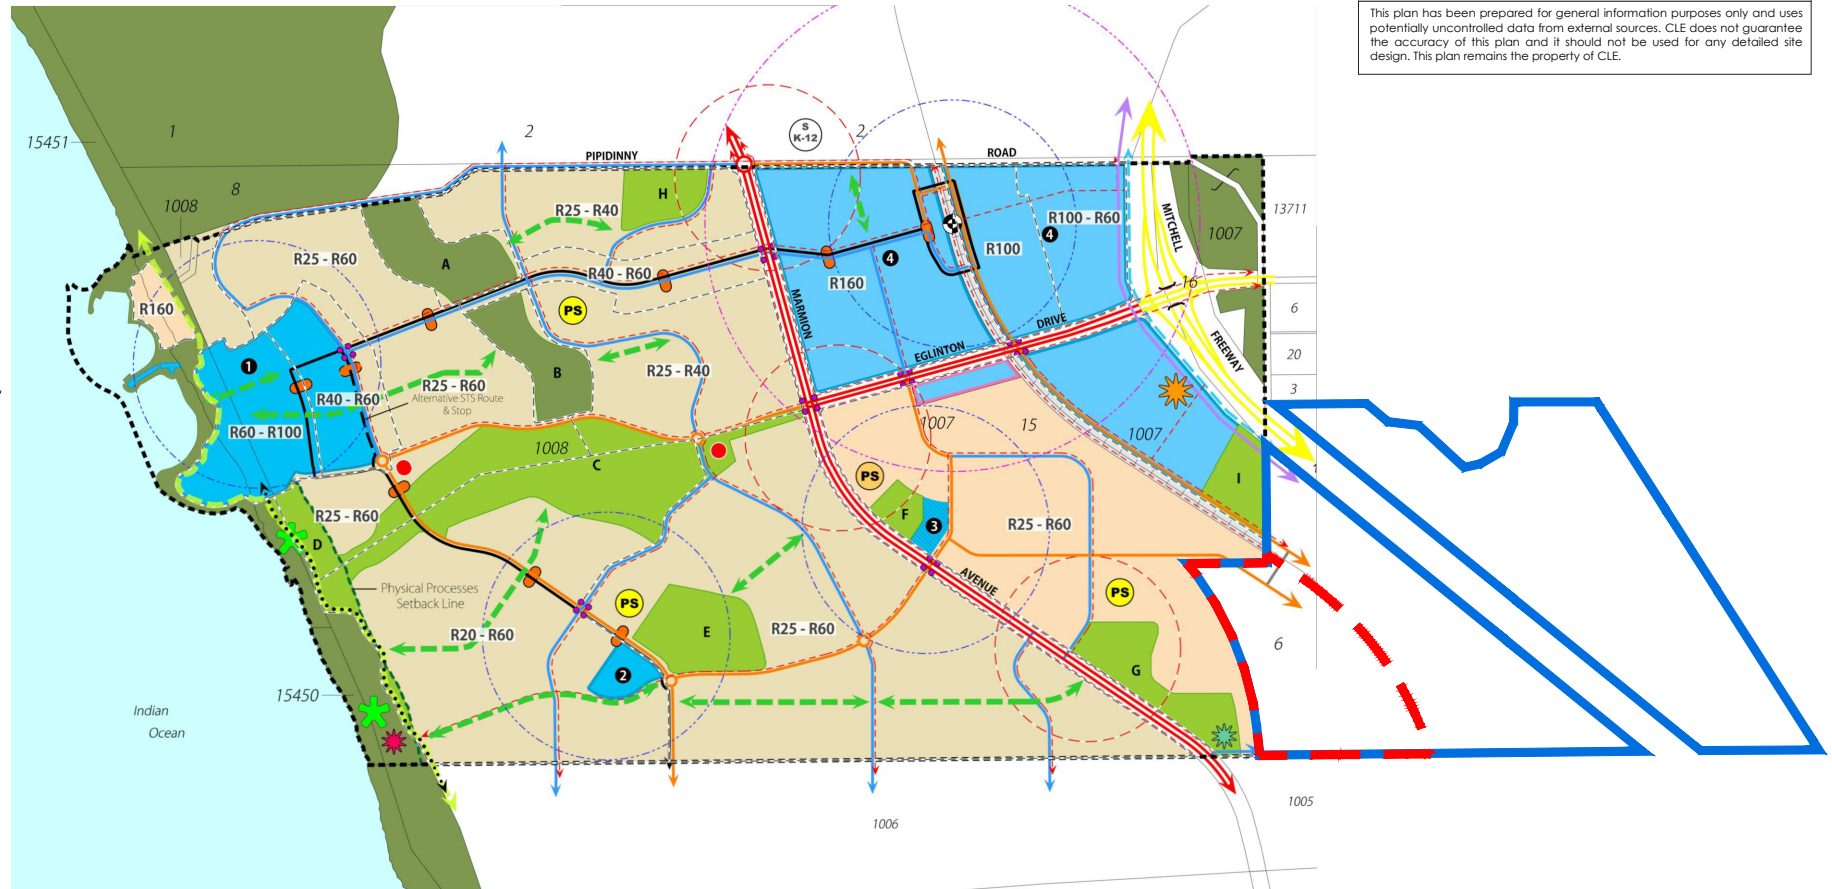 This plan has been prepared for general information purposes only and uses
potentially uncontrolled data from external sources. CLE does not guarantee
the accuracy of this plan and it should not be used for any detailed site
design. This plan remains the property of CLE.
15451
1
2
S
K-12
2
PIPIDINNY
ROAD
8
1008
H
R25 - R40
R100 - R60
4
MITCHELL
1007
13711
R25 - R60
A
R40 - R60
4
R100
R160
16
R160
PS
MARMION
6
DRIVE
EGLINTON
FREEWAY
20
1
B
R25 - R40
3
R25 - R60
Alternative STS Route
& Stop
R40 - R60
R60 - R100
1008
1007
15
1007
C
PS
I
R25 - R60
F
3
R25 - R60
D
Physical Processes
Setback Line
AVENUE
PS
PS
R20 - R60
E
R25 - R60
6
2
G
15450
Indian
Ocean
1005
1006